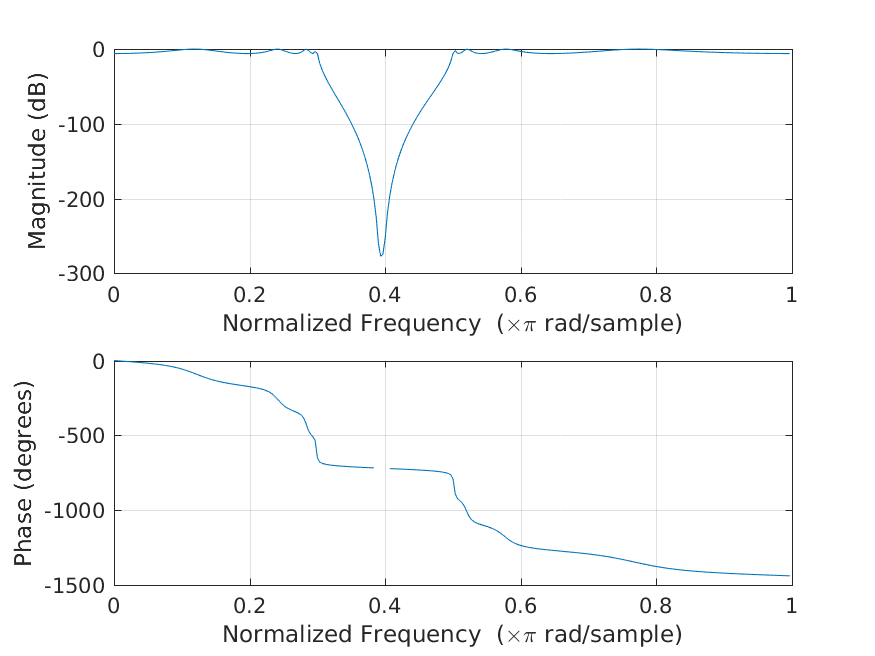 0
-100
-200
-300
Magnitude (dB)
0 0.2 0.4 0.6 0.8 1
Normalized Frequency (×π rad/sample)
0
-500
-1000
-1500
Phase (degrees)
0 0.2 0.4 0.6 0.8 1
Normalized Frequency (×π rad/sample)